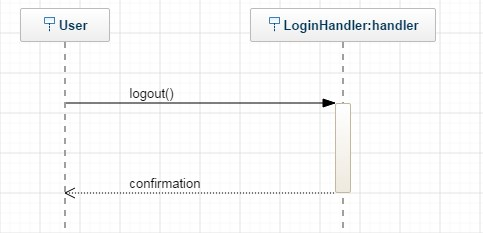 User
LoginHandler:handler
logout()
confirmation